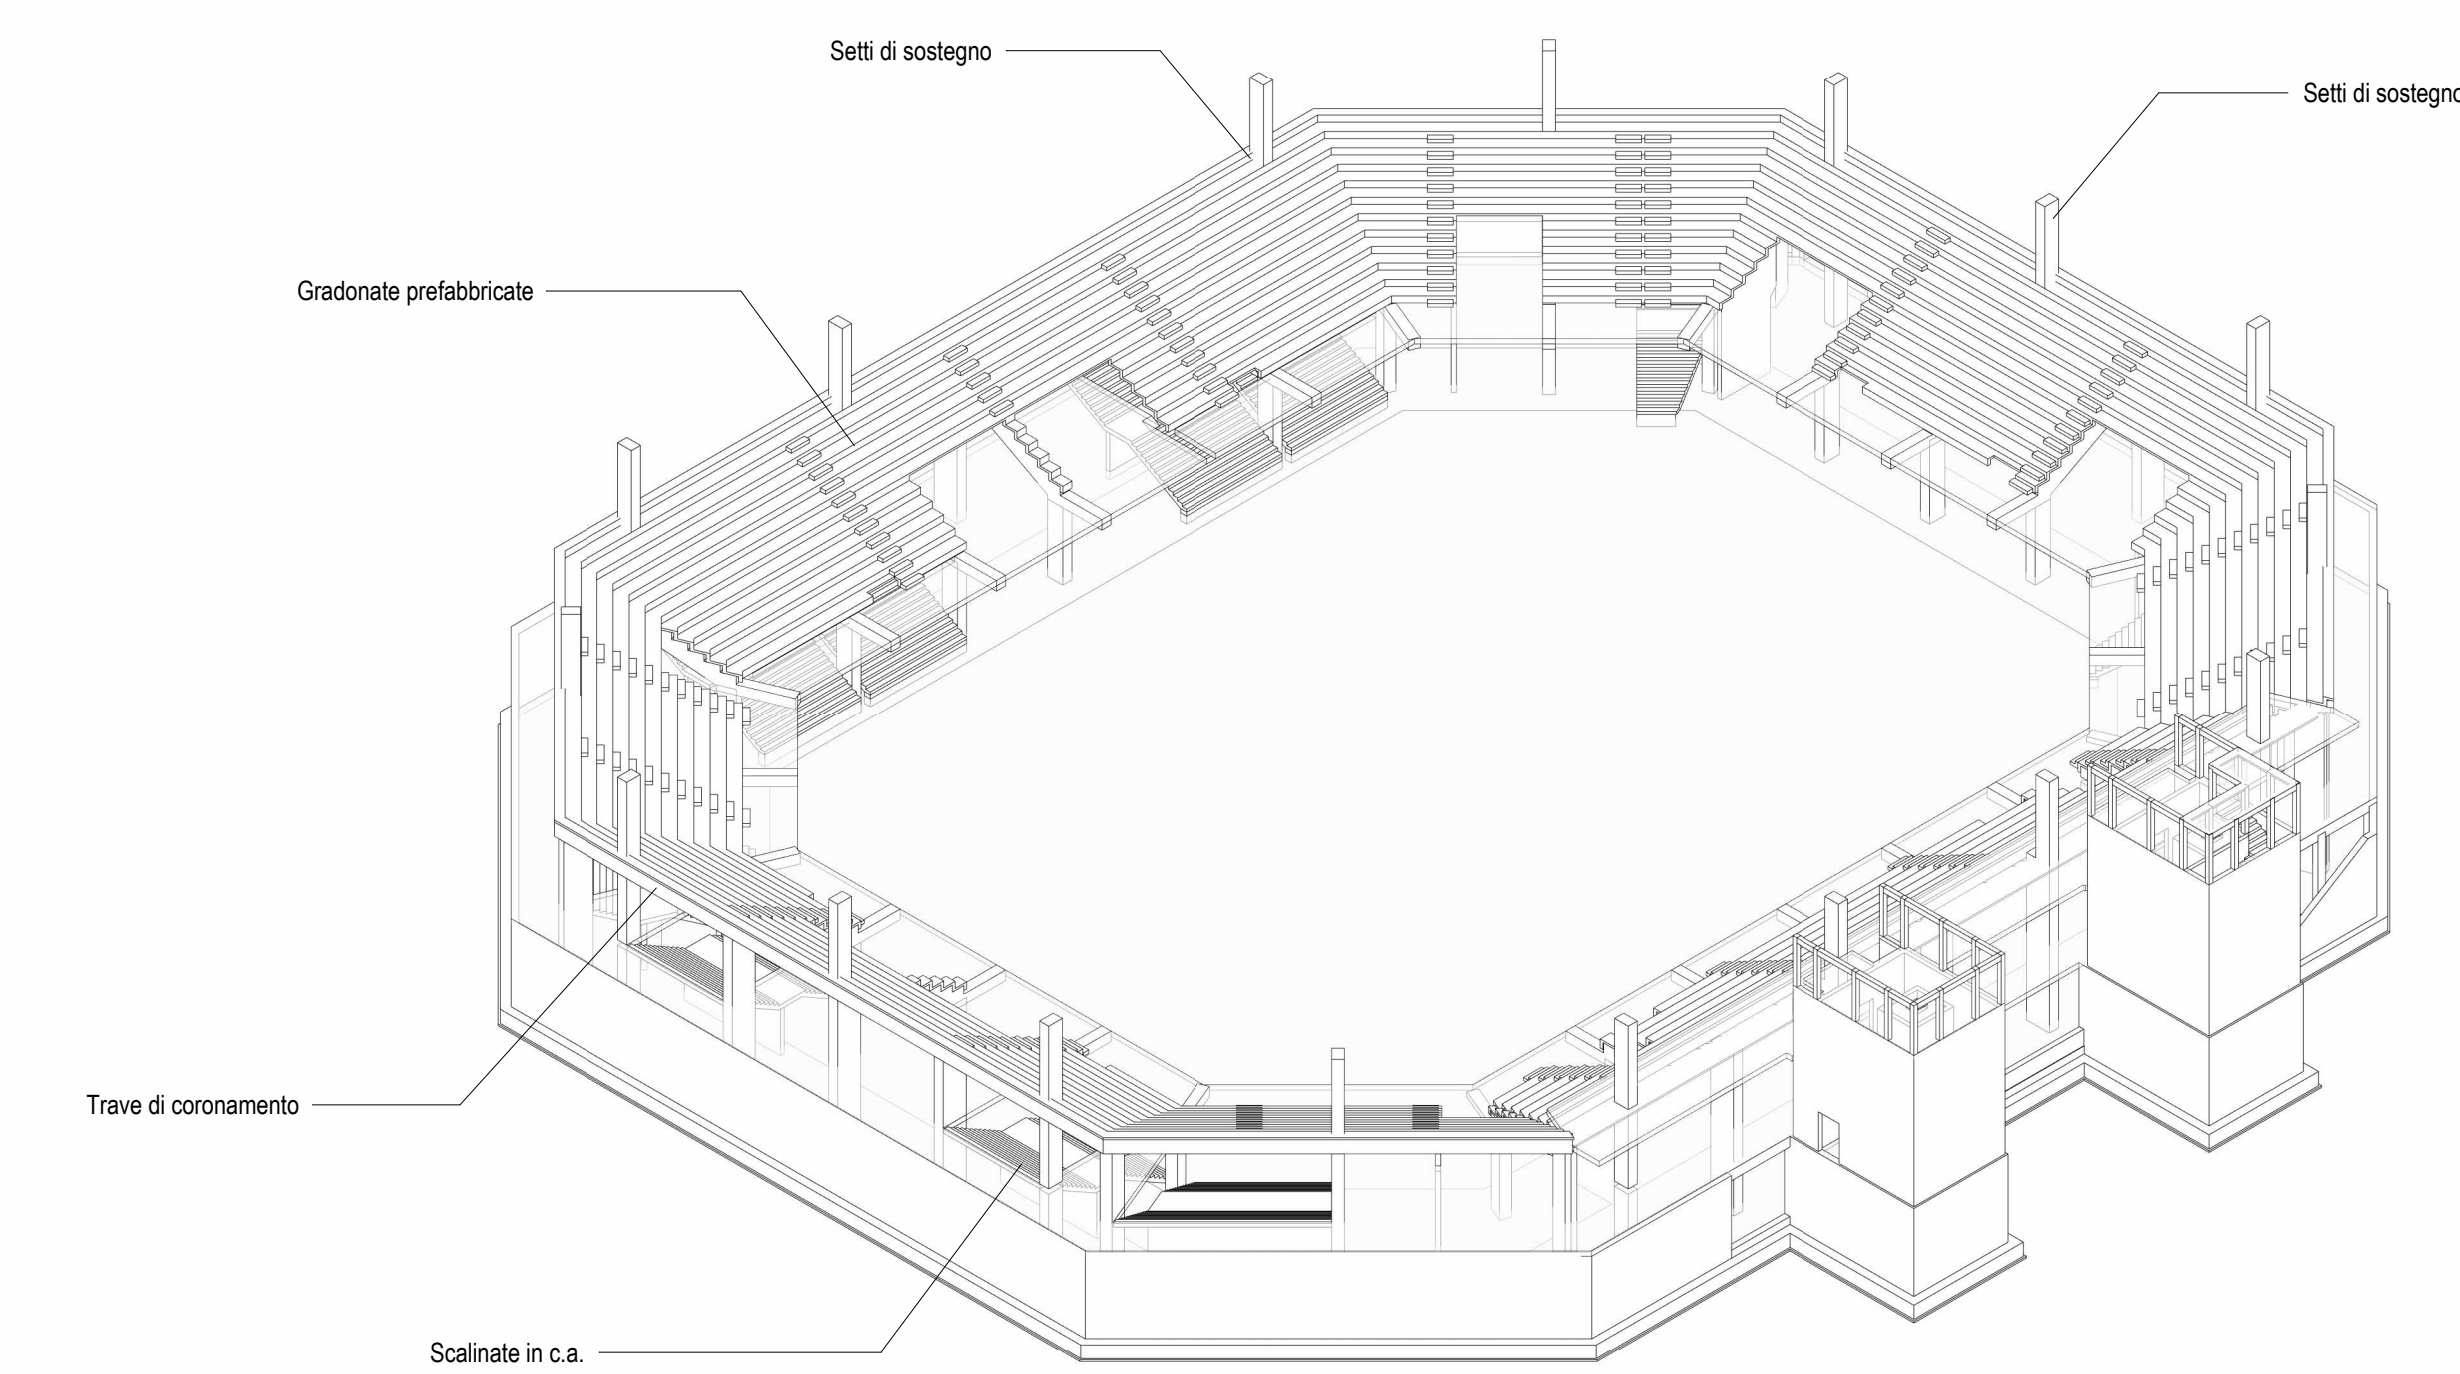 Setti di sostegno
Setti di sostegno
Gradonate prefabbricate
Trave di coronamento
Scalinate in c.a.